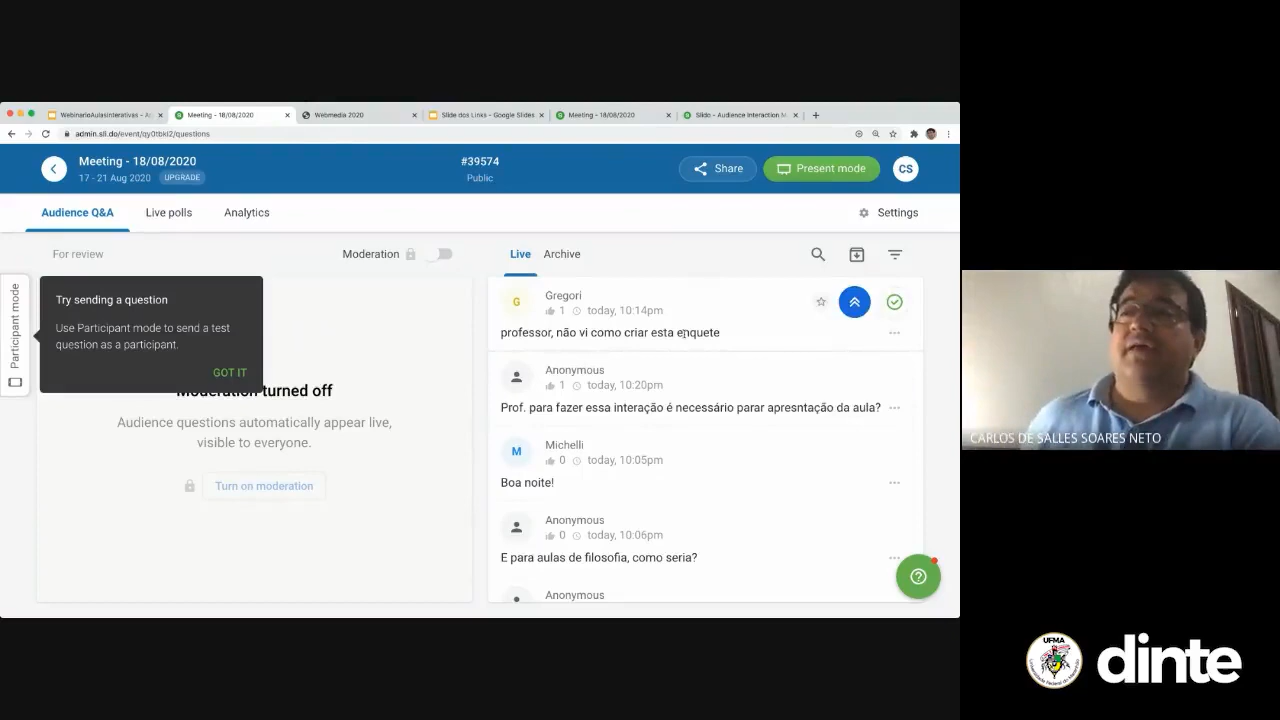 WebinarioAulasInterativas - A
Meeting - 18/08/2020
Webmedia 2020
Slide dos Links - Google Slides
Meeting - 18/08/2020
Slido - Audience Interaction M
admin.sli.do/event/qy0tbki2/questions
Meeting - 18/08/2020
17 - 21 Aug 2020 UPGRADE
#39574
Public
Share
Present mode
CS
Audience Q&A
Live polls
Analytics
Settings
For review
Moderation
Live
Archive
Participant mode
Try sending a question
Use Participant mode to send a test
question as a participant.
GOT IT
turned off
Audience questions automatically appear live,
visible to everyone.
Turn on moderation
G
Gregori
1 today, 10:14pm
professor, não vi como criar esta enquete
Anonymous
1 today, 10:20pm
Prof. para fazer essa interação é necessário parar apresntação da aula?
M
Michelli
0 today, 10:05pm
Boa noite!
Anonymous
0 today, 10:06pm
E para aulas de filosofia, como seria?
Anonymous
CARLOS DE SALLES SOARES NETO
UFMA
dinte